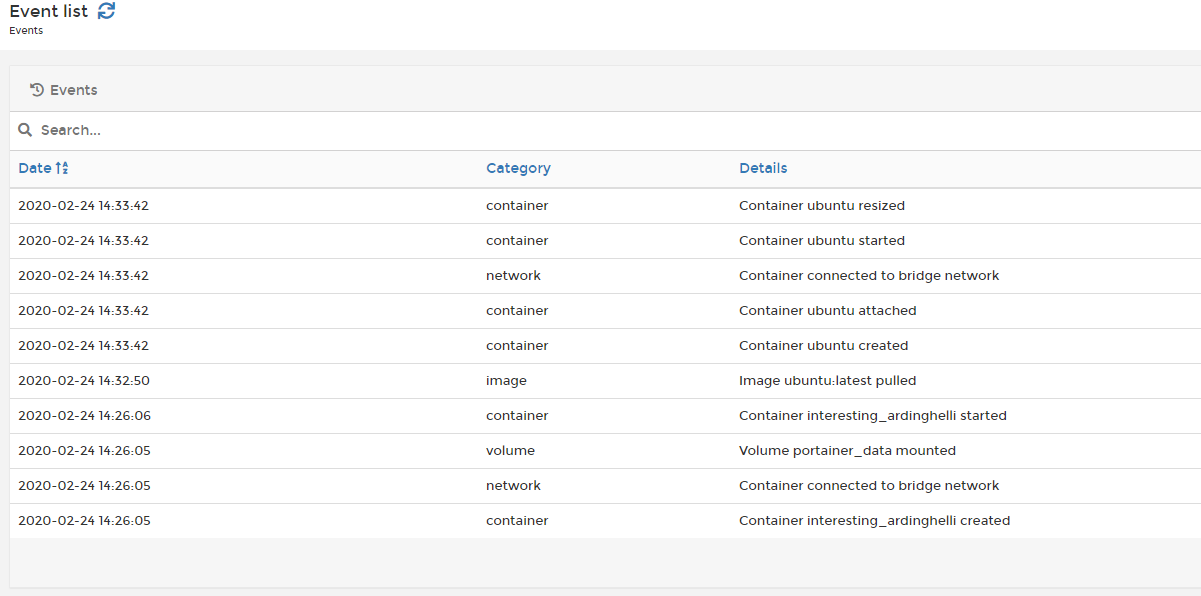 Event list
Events
Events
Search...
Date Category Details
2020-02-24 14:33:42 container Container ubuntu resized
2020-02-24 14:33:42 container Container ubuntu started
2020-02-24 14:33:42 network Container connected to bridge network
2020-02-24 14:33:42 container Container ubuntu attached
2020-02-24 14:33:42 container Container ubuntu created
2020-02-24 14:32:50 image Image ubuntu:latest pulled
2020-02-24 14:26:06 container Container interesting_ardinghelli started
2020-02-24 14:26:05 volume Volume portainer_data mounted
2020-02-24 14:26:05 network Container connected to bridge network
2020-02-24 14:26:05 container Container interesting_ardinghelli created